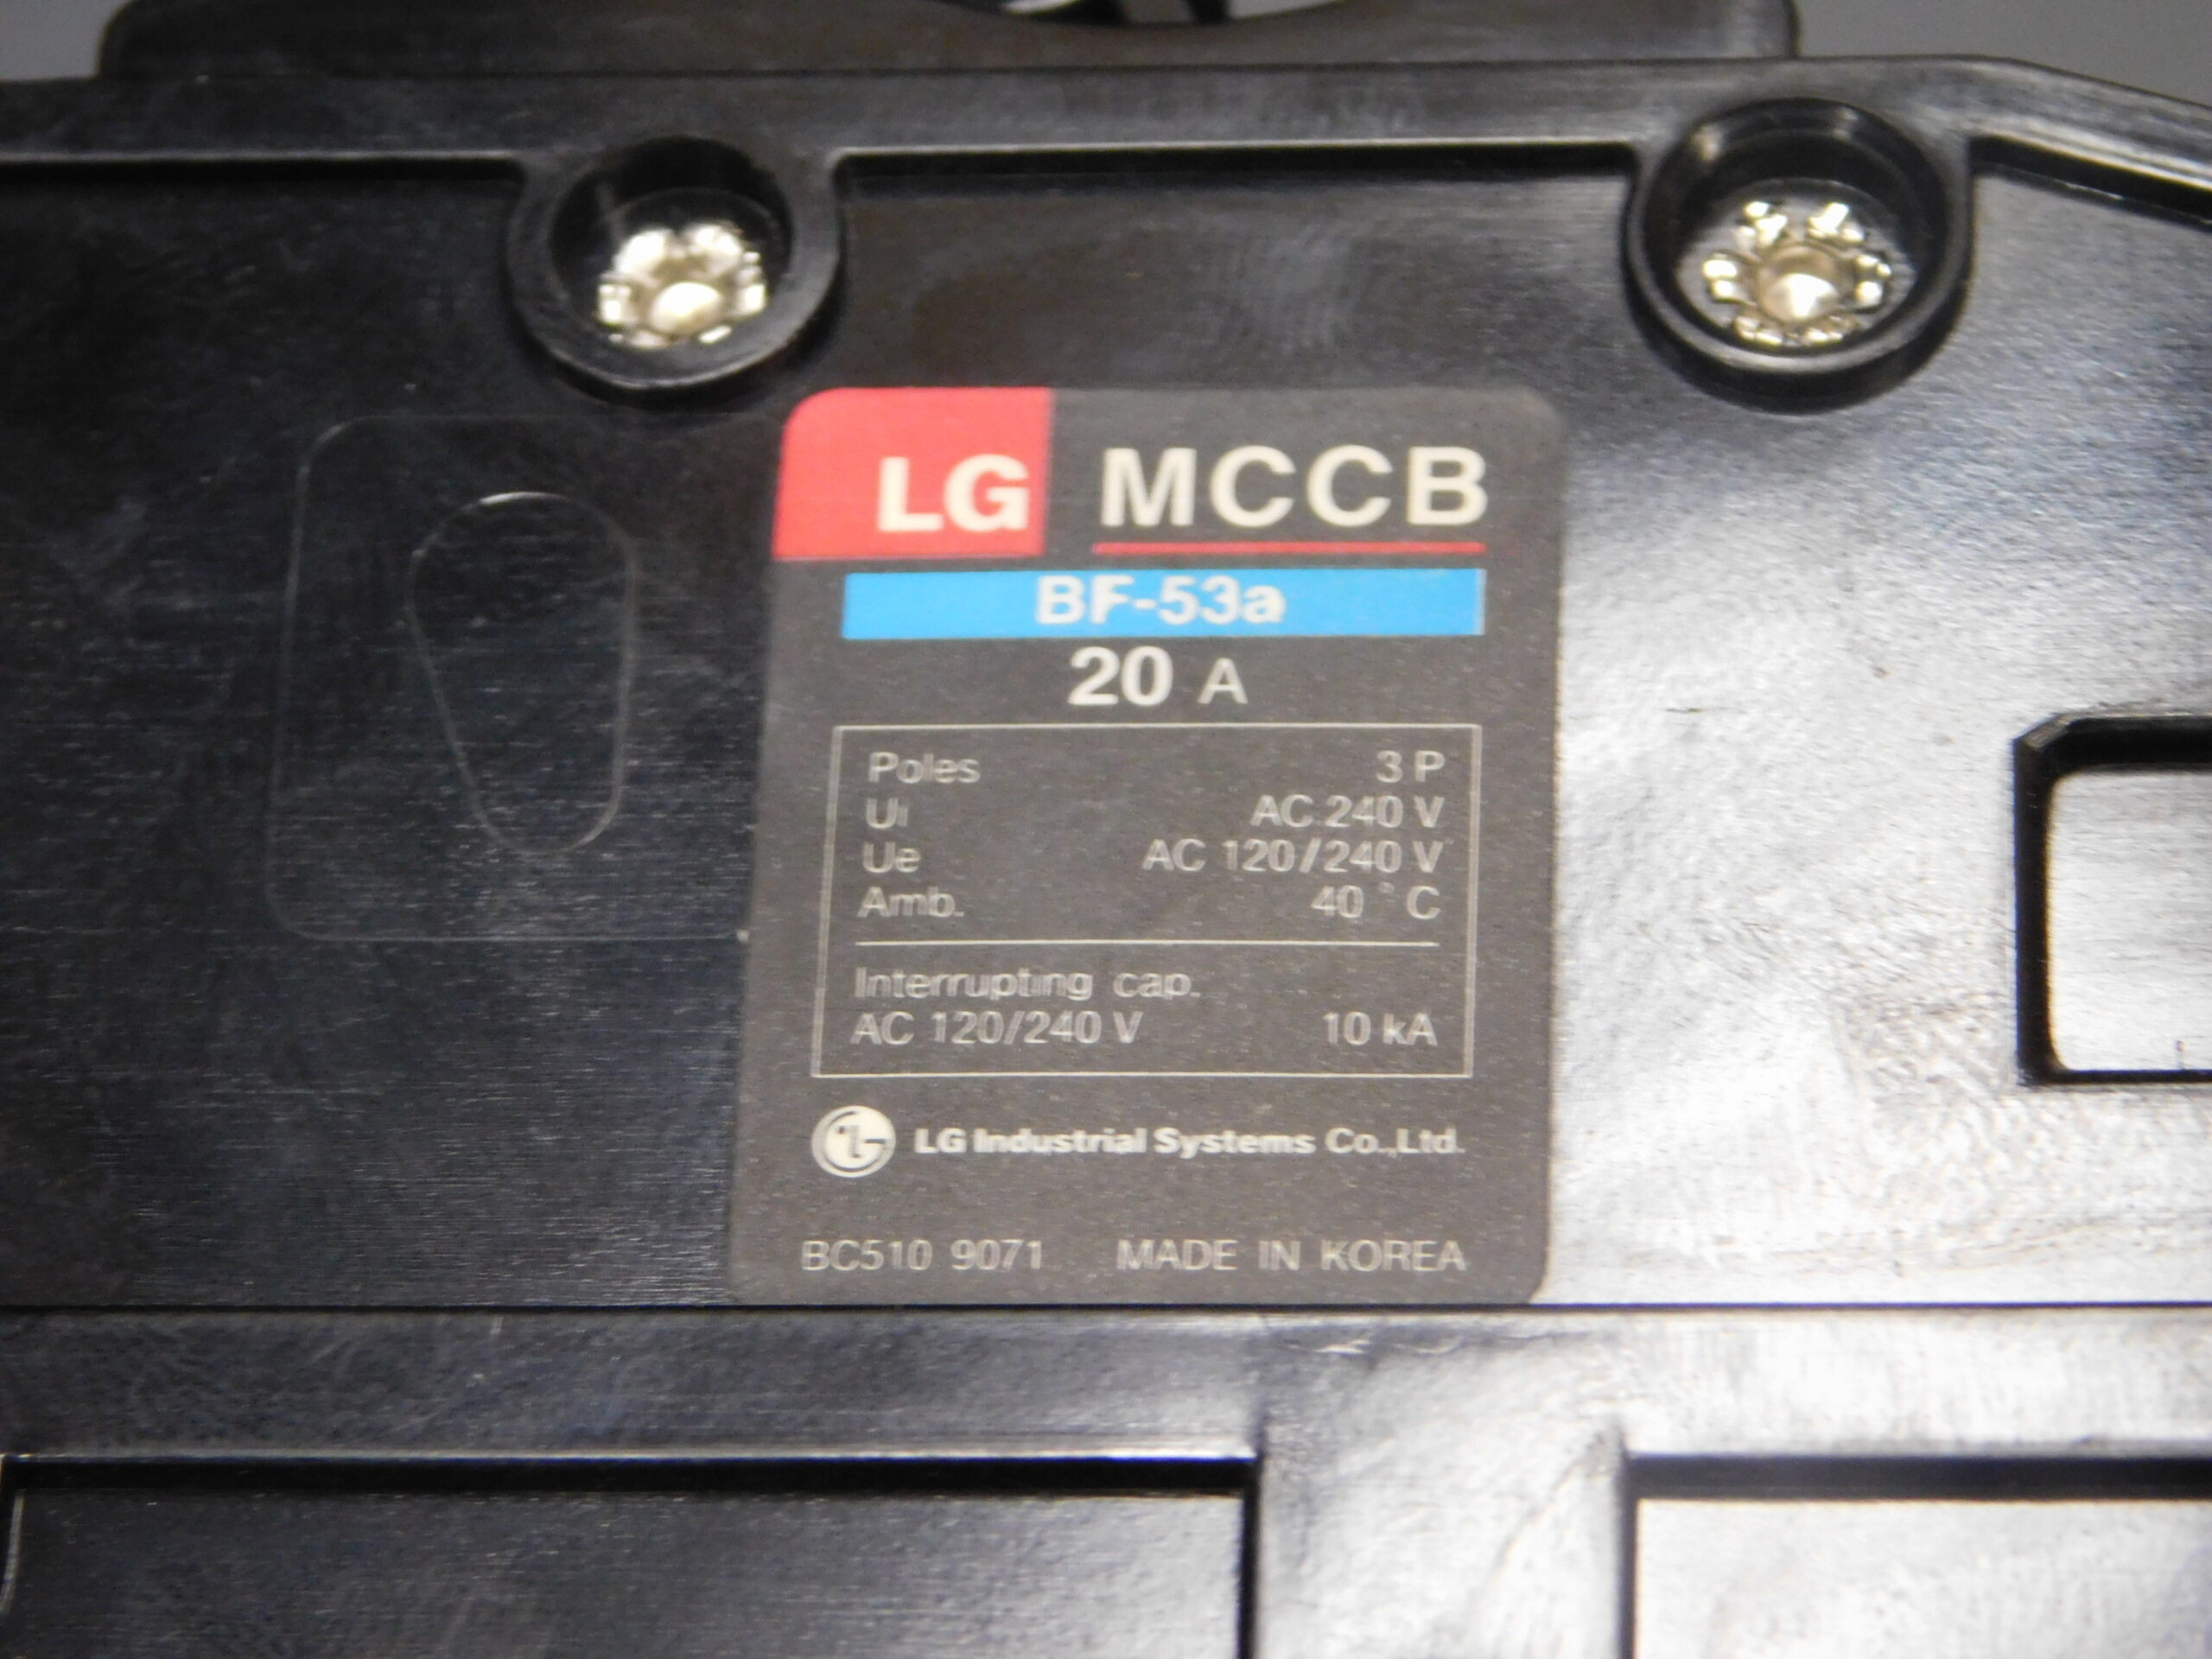 LG MCCB
BF-53a
20 A
Poles 3 P
Ui AC 240 V
Ue AC 120/240 V
Amb. 40 °C
Interrupting cap.
AC 120/240 V 10 kA
LG Industrial Systems Co.,Ltd.
BC510 9071 MADE IN KOREA